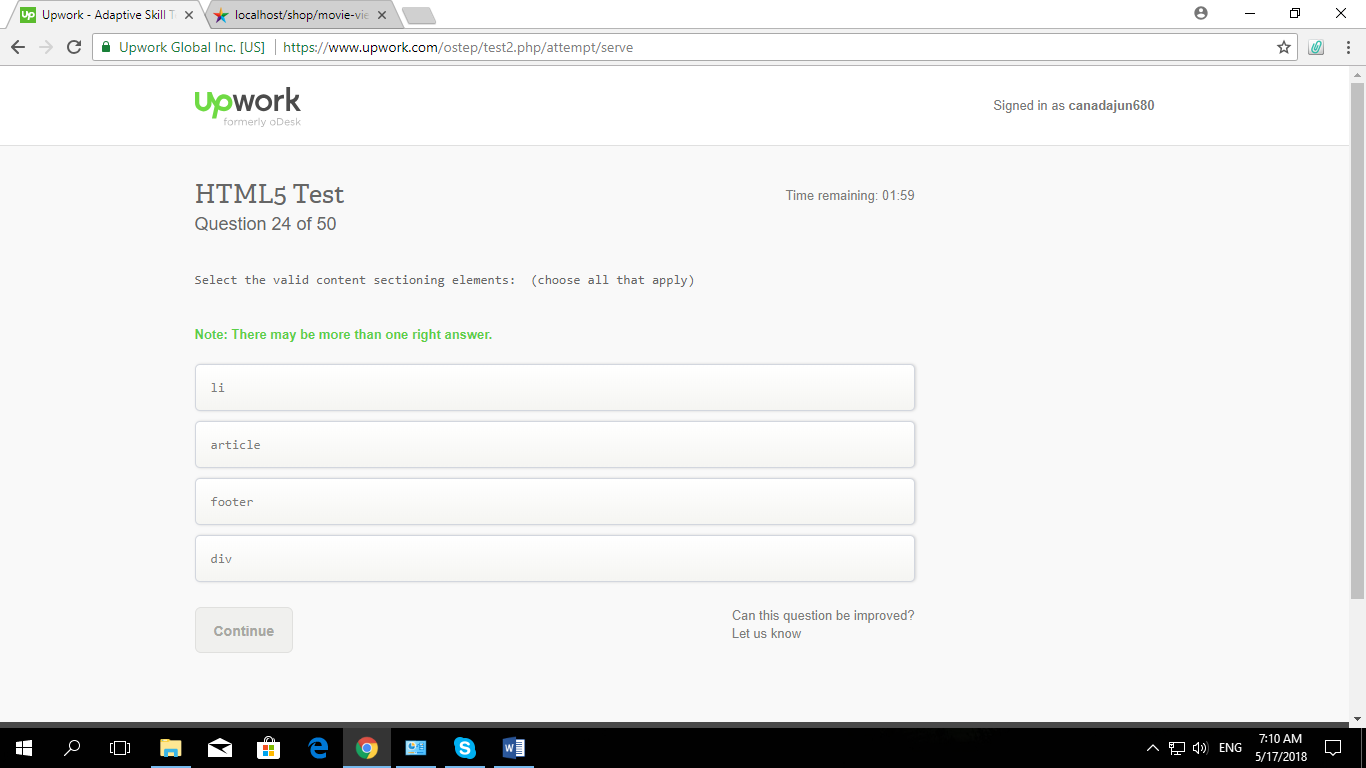 Upwork - Adaptive Skill T
localhost/shop/movie-vie
Upwork Global Inc. [US] https://www.upwork.com/ostep/test2.php/attempt/serve
upwork
formerly oDesk
Signed in as canadajun680
HTML5 Test
Time remaining: 01:59
Question 24 of 50
Select the valid content sectioning elements:  (choose all that apply)
Note: There may be more than one right answer.
li
article
footer
div
Continue
Can this question be improved?
Let us know
ENG
7:10 AM
5/17/2018